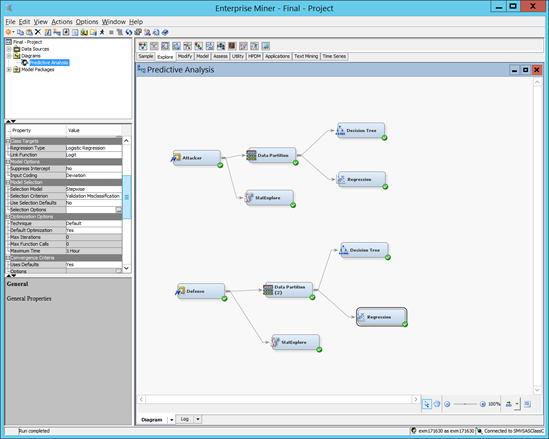 Enterprise Miner - Final - Project
File Edit View Actions Options Window Help
Final - Project
Data Sources
Diagrams
Predictive Analysis
Model Packages
Sample Explore Modify Model Assess Utility HPDM Applications Text Mining Time Series
Predictive Analysis
.. Property Value
Class Targets
Regression Type Logistic Regression
Link Function Logit
Model Options
Suppress Intercept No
Input Coding Deviation
Model Selection
Selection Model Stepwise
Selection Criterion Validation Misclassification
Use Selection Defaults No
Selection Options
Optimization Options
Technique Default
Default Optimization Yes
Max Iterations 0
Max Function Calls 0
Maximum Time 1 Hour
Convergence Criteria
Uses Defaults Yes
Options
General
General Properties
Decision Tree
Attacker
Data Partition
Regression
StatExplore
Decision Tree
Defense
Data Partition
(2)
Regression
StatExplore
100%
Diagram Log
Run completed
exm171630 as exm171630 Connected to SMVSASClassC